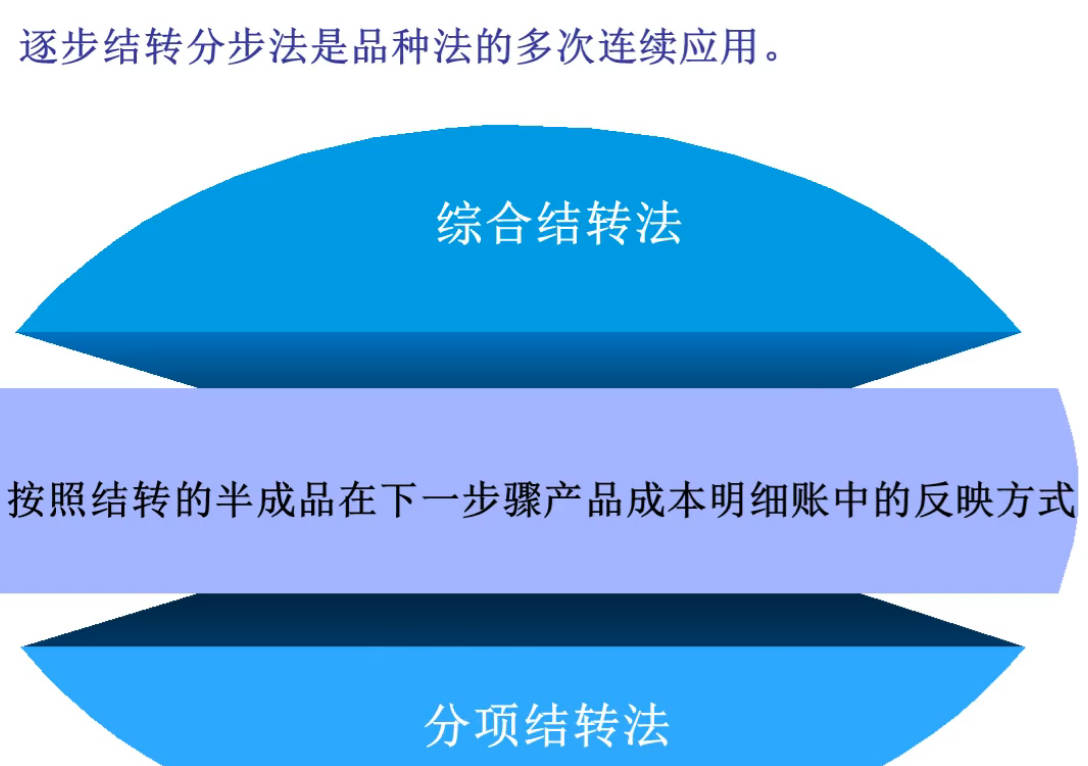 逐步结转分步法是品种法的多次连续应用。
综合结转法
按照结转的半成品在下一步骤产品成本明细账中的反映方式
分项结转法